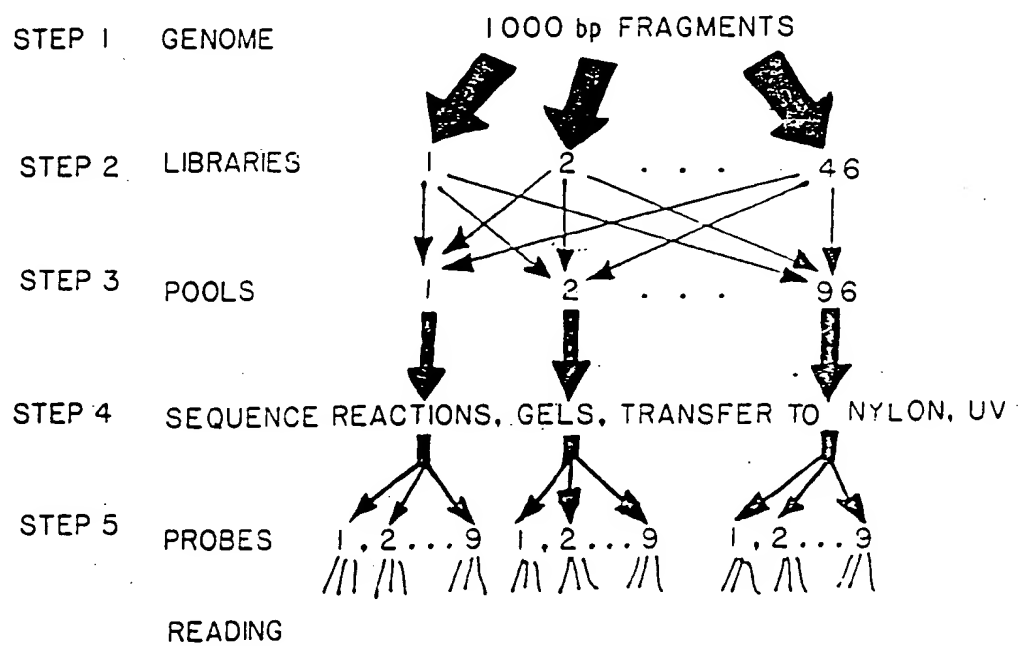 STEP 1 GENOME 1000 bp FRAGMENTS
STEP 2 LIBRARIES 1 2 . . . 46
STEP 3 POOLS 1 2 . . . 96
STEP 4 SEQUENCE REACTIONS, GELS, TRANSFER TO NYLON, UV
STEP 5 PROBES 1,2...9 1,2...9 1,2...9
READING